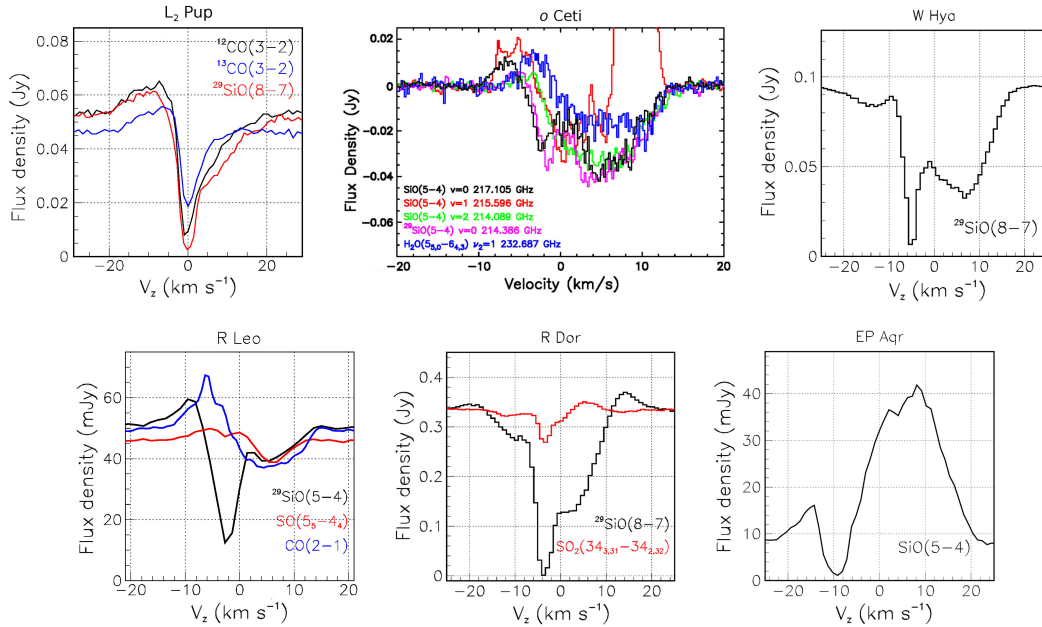 L₂ Pup
0.08
0.06
0.04
0.02
0
Flux density (Jy)
¹²CO(3−2)
¹³CO(3−2)
²⁹SiO(8−7)
−20
0
20
V_z (km s⁻¹)
o Ceti
0.02
0
−0.02
−0.04
−0.06
Flux Density (Jy)
SiO(5−4) v=0 217.105 GHz
SiO(5−4) v=1 215.596 GHz
SiO(5−4) v=2 214.089 GHz
²⁹SiO(5−4) v=0 214.386 GHz
H₂O(5₅,₀−6₄,₃) ν₂=1 232.687 GHz
−20
−10
0
10
20
Velocity (km/s)
W Hya
0.1
0.05
0
Flux density (Jy)
²⁹SiO(8−7)
−20
−10
0
10
20
V_z (km s⁻¹)
R Leo
60
40
20
0
Flux density (mJy)
²⁹SiO(5−4)
SO(5₅−4₄)
CO(2−1)
−20
−10
0
10
20
V_z (km s⁻¹)
R Dor
0.4
0.3
0.2
0.1
0
Flux density (Jy)
²⁹SiO(8−7)
SO₂(34₃,₃₁−34₂,₃₂)
−20
−10
0
10
20
V_z (km s⁻¹)
EP Aqr
40
30
20
10
0
Flux density (mJy)
SiO(5−4)
−20
−10
0
10
20
V_z (km s⁻¹)